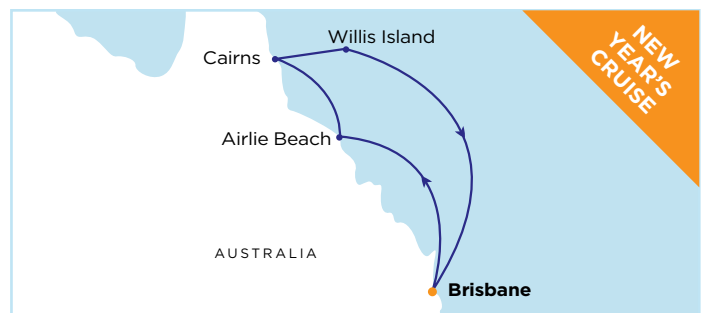 NEW
YEAR'S
CRUISE
Willis Island
Cairns
Airlie Beach
AUSTRALIA
Brisbane